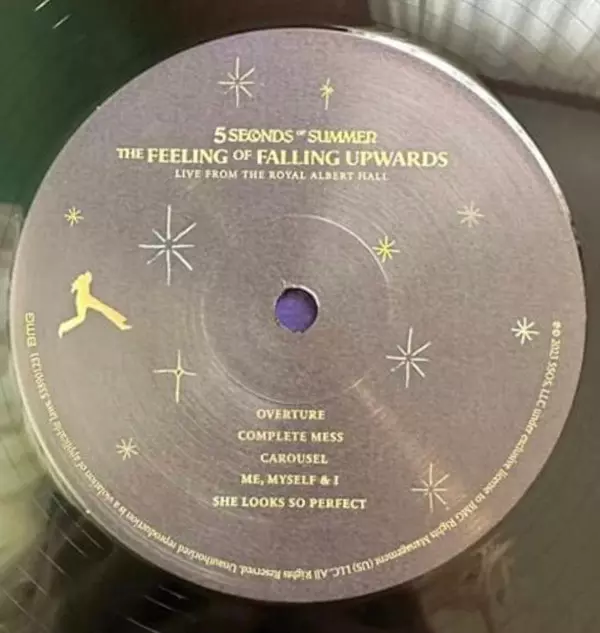 5 SECONDS OF SUMMER
THE FEELING OF FALLING UPWARDS
LIVE FROM THE ROYAL ALBERT HALL
OVERTURE
COMPLETE MESS
CAROUSEL
ME, MYSELF & I
SHE LOOKS SO PERFECT
℗© 2023 5SOS, LLC under exclusive license to BMG Rights Management (US) LLC. All Rights Reserved. Unauthorized reproduction is a violation of applicable laws. 538901231 BMG